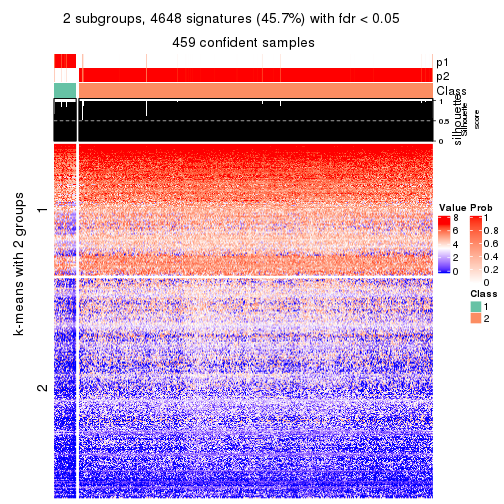 2 subgroups, 4648 signatures (45.7%) with fdr < 0.05
459 confident samples
p1
p2
Class
1
0.5
0
silhouette
Silhouette
score
k-means with 2 groups
1
2
Value
8
6
4
2
0
Prob
1
0.8
0.6
0.4
0.2
0
Class
1
2